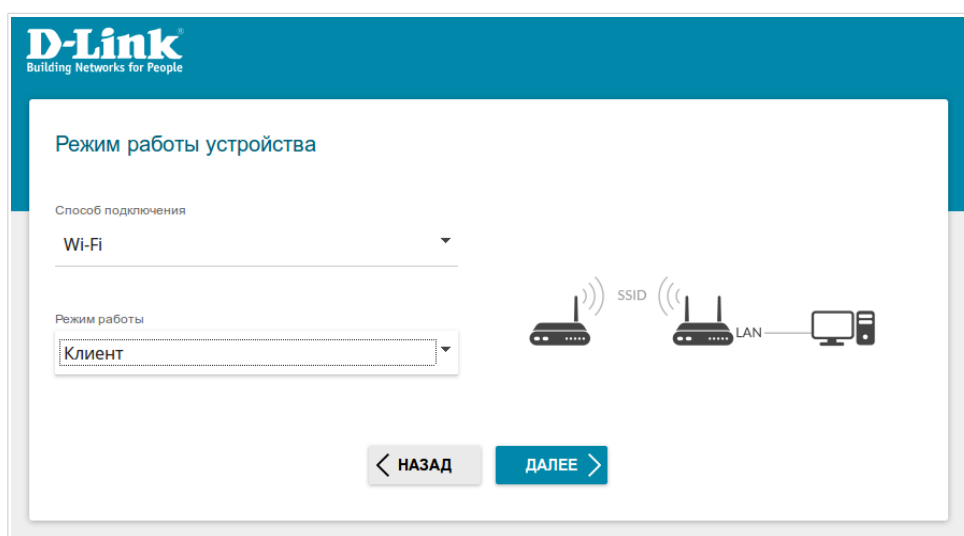 D-Link
Building Networks for People
Режим работы устройства
Способ подключения
Wi-Fi
Режим работы
Клиент
SSID
LAN
НАЗАД
ДАЛЕЕ